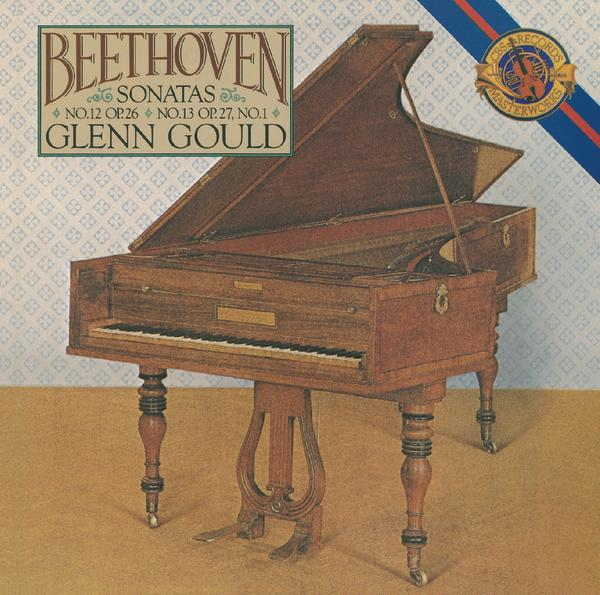 BEETHOVEN
SONATAS
NO.12 OP.26 NO.13 OP.27, NO.1
GLENN GOULD
CBS RECORDS
MASTERWORKS